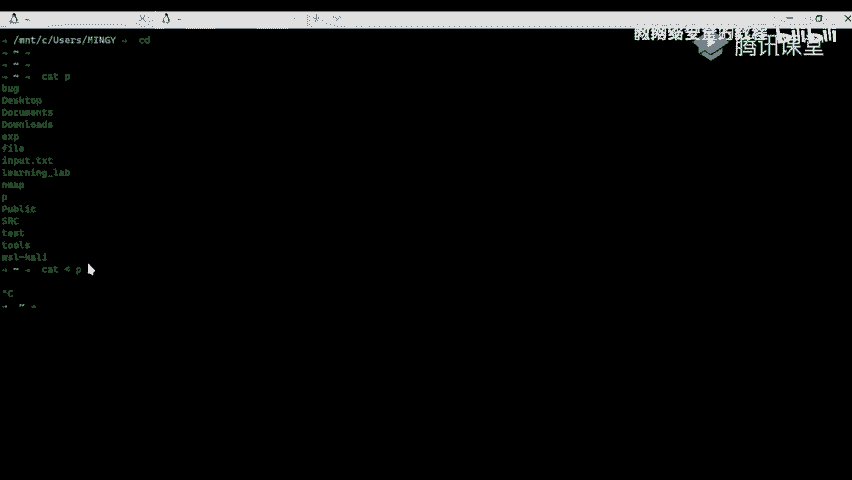 /mnt/c/Users/MINGY cd
~
~
~ cat p
bug
Desktop
Documents
Downloads
exp
file
input.txt
learning_lab
nmap
p
Public
SRC
test
tools
wsl-kali
~ cat < p
^C
~
bilibili
腾讯课堂